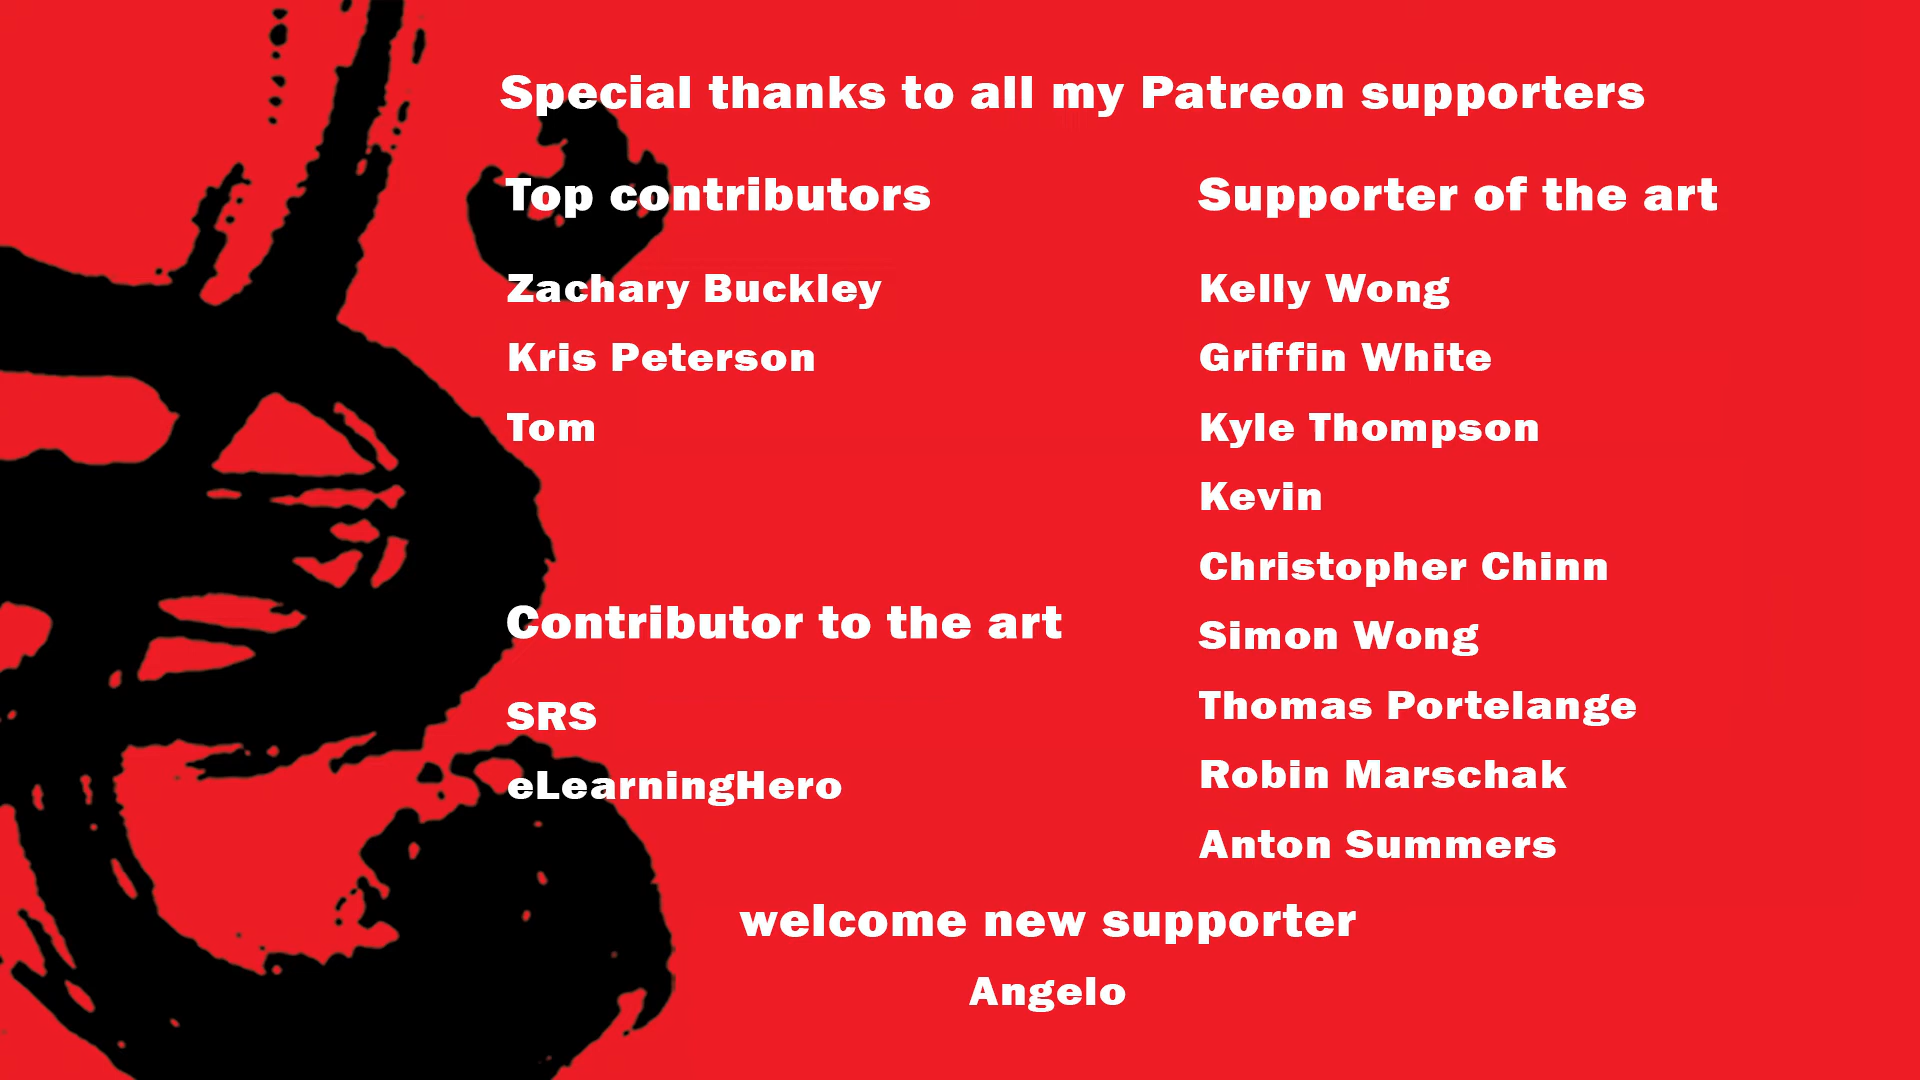 Special thanks to all my Patreon supporters
Top contributors
Zachary Buckley
Kris Peterson
Tom
Contributor to the art
SRS
eLearningHero
Supporter of the art
Kelly Wong
Griffin White
Kyle Thompson
Kevin
Christopher Chinn
Simon Wong
Thomas Portelange
Robin Marschak
Anton Summers
welcome new supporter
Angelo